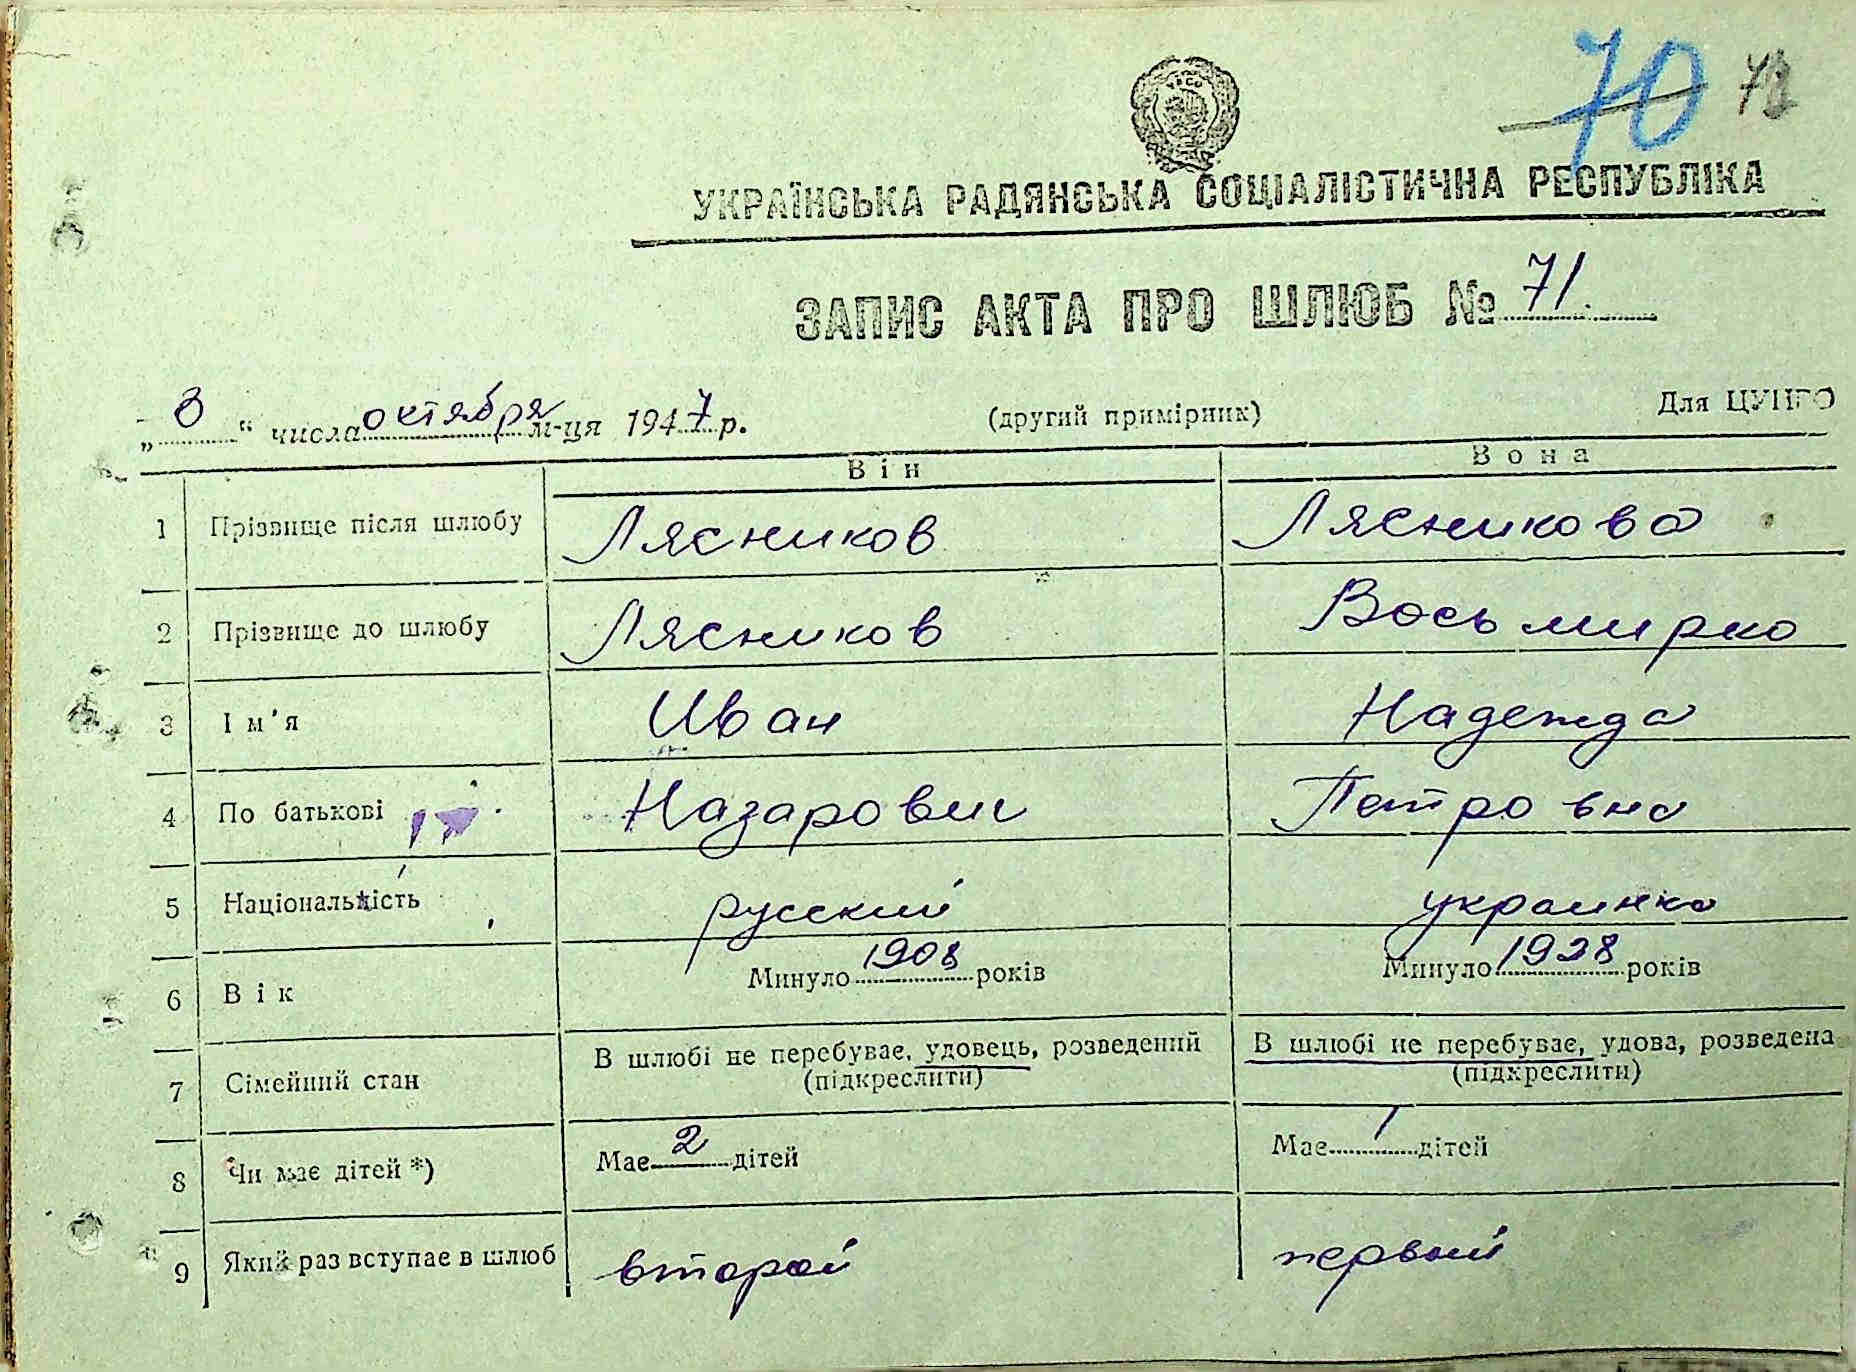 70 72
УКРАЇНСЬКА РАДЯНСЬКА СОЦІАЛІСТИЧНА РЕСПУБЛІКА
ЗАПИС АКТА ПРО ШЛЮБ № 71.
„8“ числа октября м-ця 1947 р. (другий примірник) Для ЦУНГО
Він Вона
1 Прізвище після шлюбу Лясников Лясникова
2 Прізвище до шлюбу Лясников Восьмирко
3 Ім'я Иван Надежда
4 По батькові Назарович Петровна
5 Національність русский украинка
6 Вік Минуло 1908 років Минуло 1928 років
7 Сімейний стан В шлюбі не перебуває, удовець, розведений (підкреслити) В шлюбі не перебуває, удова, розведена (підкреслити)
8 Чи має дітей *) Має 2 дітей Має 1 дітей
9 Який раз вступає в шлюб второй первый